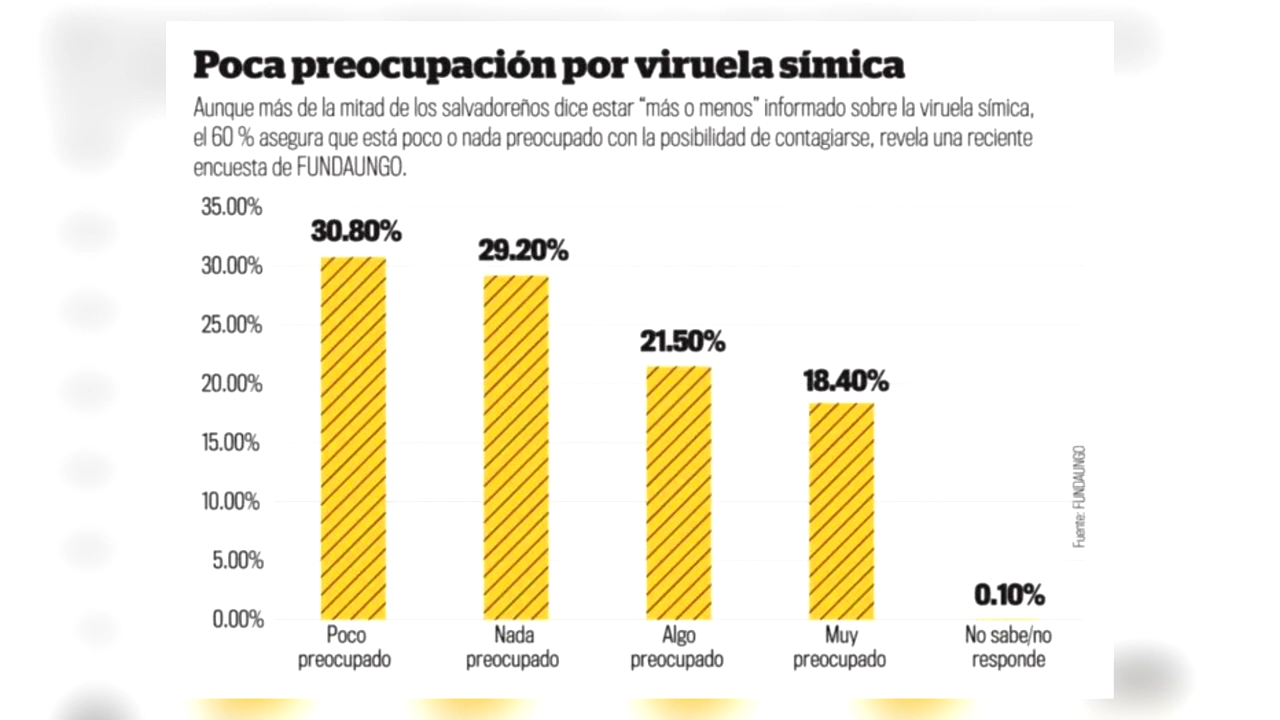 Poca preocupación por viruela símica
Aunque más de la mitad de los salvadoreños dice estar “más o menos” informado sobre la viruela símica,
el 60 % asegura que está poco o nada preocupado con la posibilidad de contagiarse, revela una reciente
encuesta de FUNDAUNGO.
35.00%
30.00%
25.00%
20.00%
15.00%
10.00%
5.00%
0.00%
30.80%
29.20%
21.50%
18.40%
0.10%
Poco
preocupado
Nada
preocupado
Algo
preocupado
Muy
preocupado
No sabe/no
responde
Fuente: FUNDAUNGO